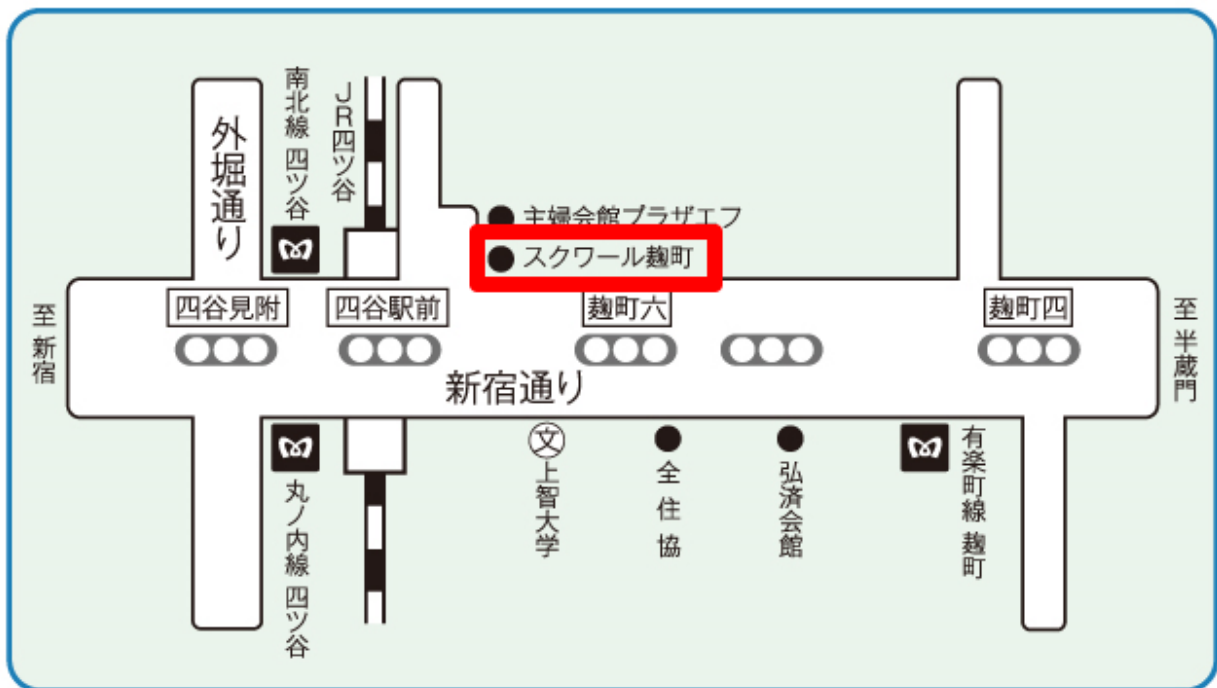 外堀通り
南北線 四ツ谷
JR四ツ谷
主婦会館プラザエフ
スクワール麹町
四谷見附
四谷駅前
麹町六
麹町四
至 新宿
至 半蔵門
新宿通り
丸ノ内線 四ツ谷
文
上智大学
全住協
弘済会館
有楽町線 麹町